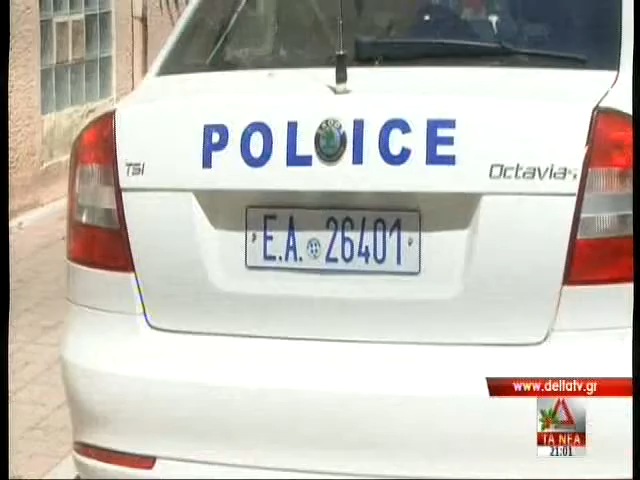 POLICE
TSI
Octavia
E.A. 26401
www.deltatv.gr
ΤΑ ΝΕΑ
21:01